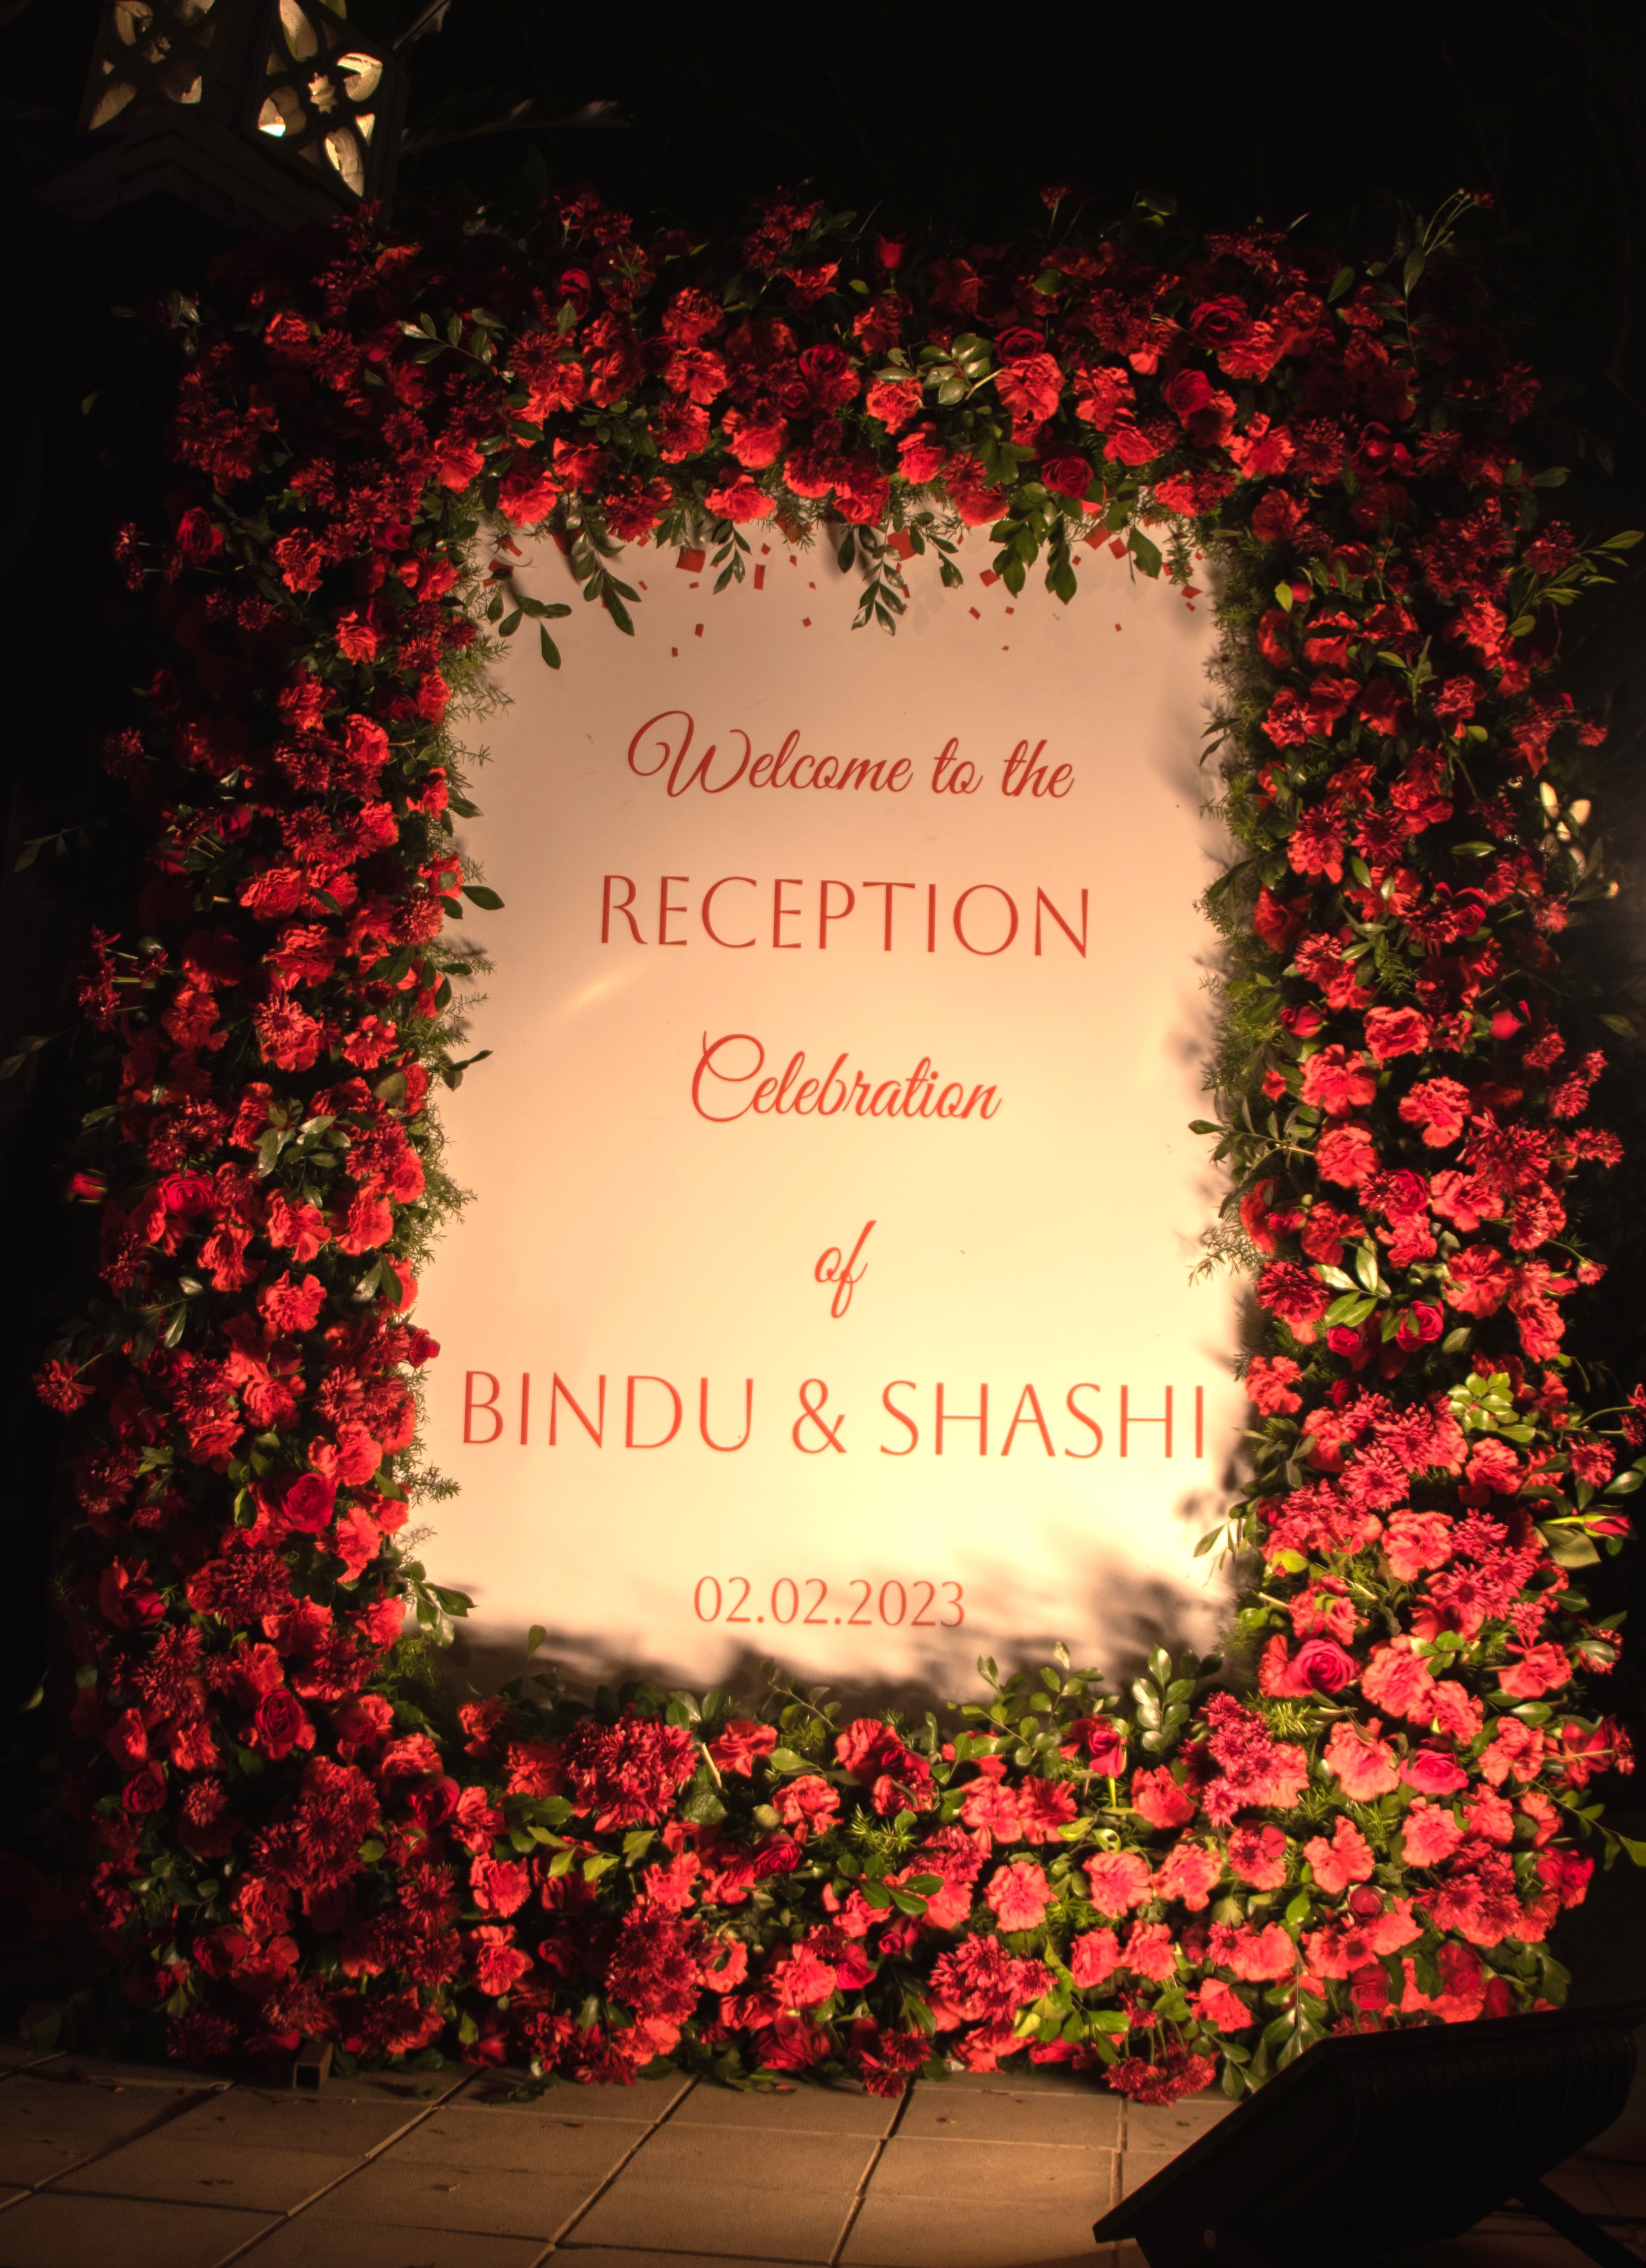 Welcome to the
RECEPTION
Celebration
of
BINDU & SHASHI
02.02.2023